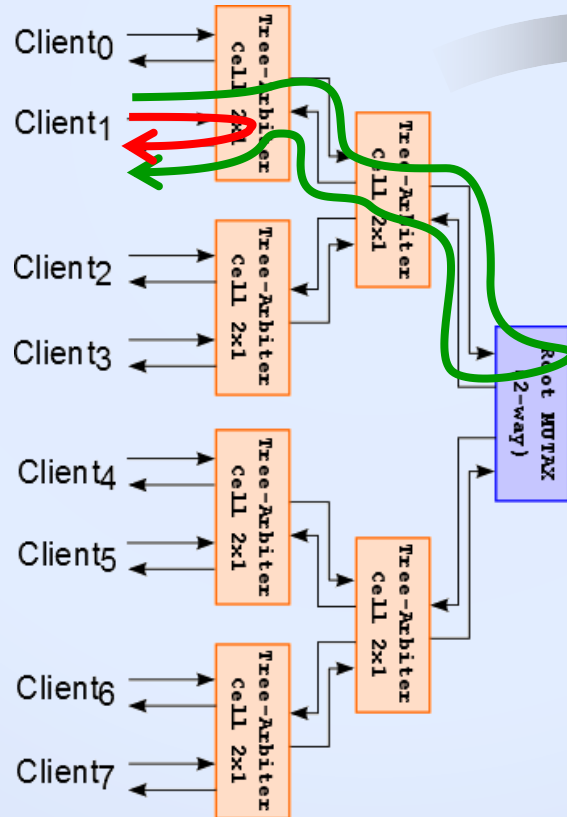 Client0
Client1
Tree-Arbiter
Cell 2x1
Tree-Arbiter
Cell 2x1
Client2
Client3
Tree-Arbiter
Cell 2x1
Root MUTAX
2-way)
Client4
Client5
Tree-Arbiter
Cell 2x1
Tree-Arbiter
Cell 2x1
Client6
Client7
Tree-Arbiter
Cell 2x1